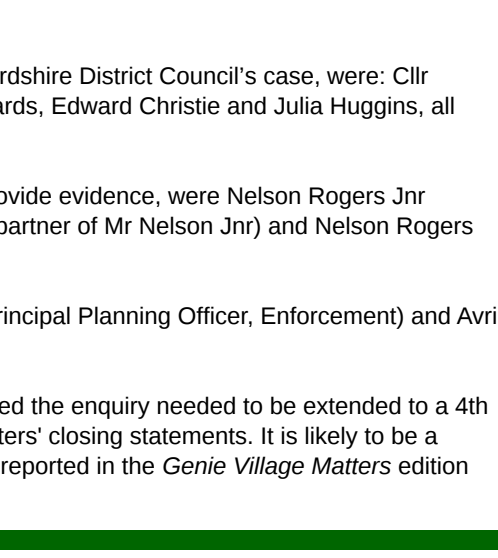 rdshire District Council’s case, were: Cllr
ards, Edward Christie and Julia Huggins, all
ovide evidence, were Nelson Rogers Jnr
partner of Mr Nelson Jnr) and Nelson Rogers
rincipal Planning Officer, Enforcement) and Avri
ed the enquiry needed to be extended to a 4th
ters' closing statements. It is likely to be a
reported in the Genie Village Matters edition